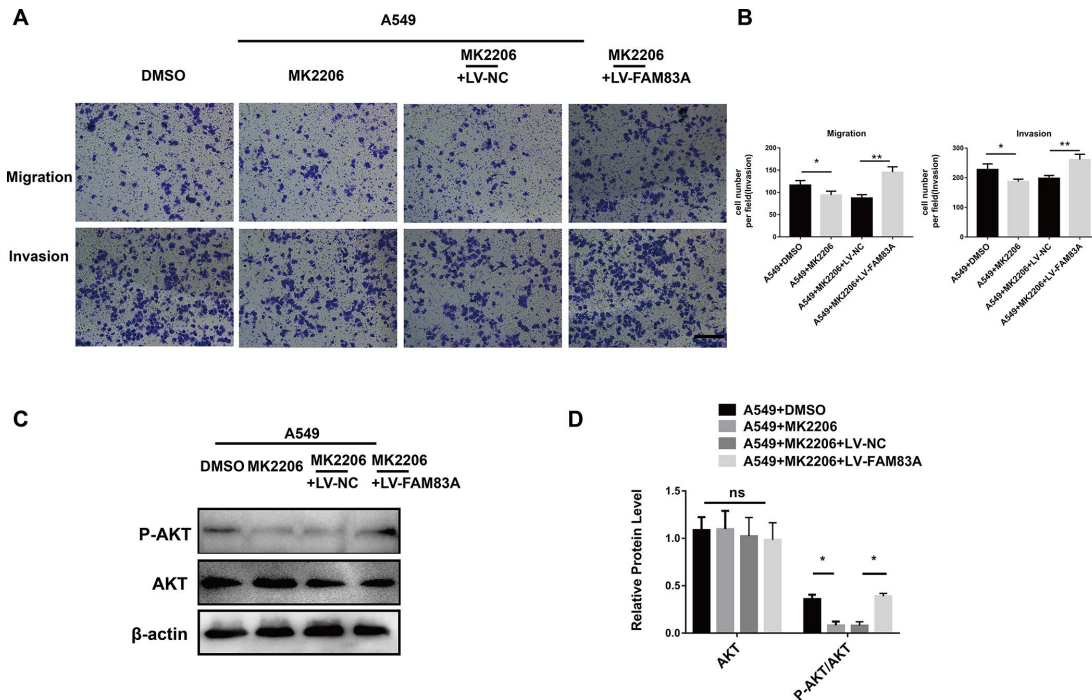 A
A549
DMSO
MK2206
MK2206
+LV-NC
MK2206
+LV-FAM83A
Migration
Invasion
B
Migration
cell number
per field(Invasion)
200
150
100
50
0
*
**
A549+DMSO
A549+MK2206
A549+MK2206+LV-NC
A549+MK2206+LV-FAM83A
Invasion
cell number
per field(Invasion)
300
200
100
0
*
**
A549+DMSO
A549+MK2206
A549+MK2206+LV-NC
A549+MK2206+LV-FAM83A
C
A549
DMSO
MK2206
MK2206
+LV-NC
MK2206
+LV-FAM83A
P-AKT
AKT
β-actin
D
A549+DMSO
A549+MK2206
A549+MK2206+LV-NC
A549+MK2206+LV-FAM83A
Relative Protein Level
1.5
1.0
0.5
0.0
ns
*
*
AKT
P-AKT/AKT